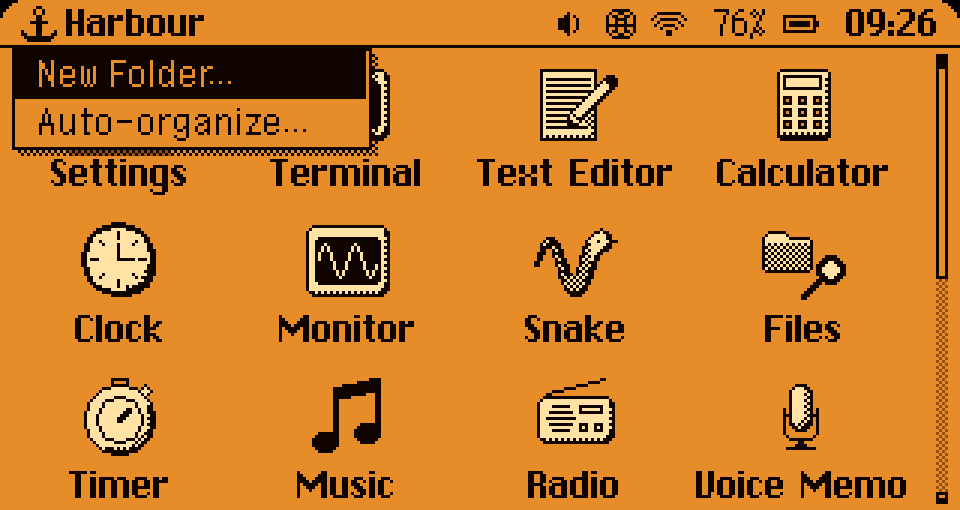 Harbour 76% 09:26
New Folder...
Auto-organize...
Settings Terminal Text Editor Calculator
Clock Monitor Snake Files
Timer Music Radio Voice Memo